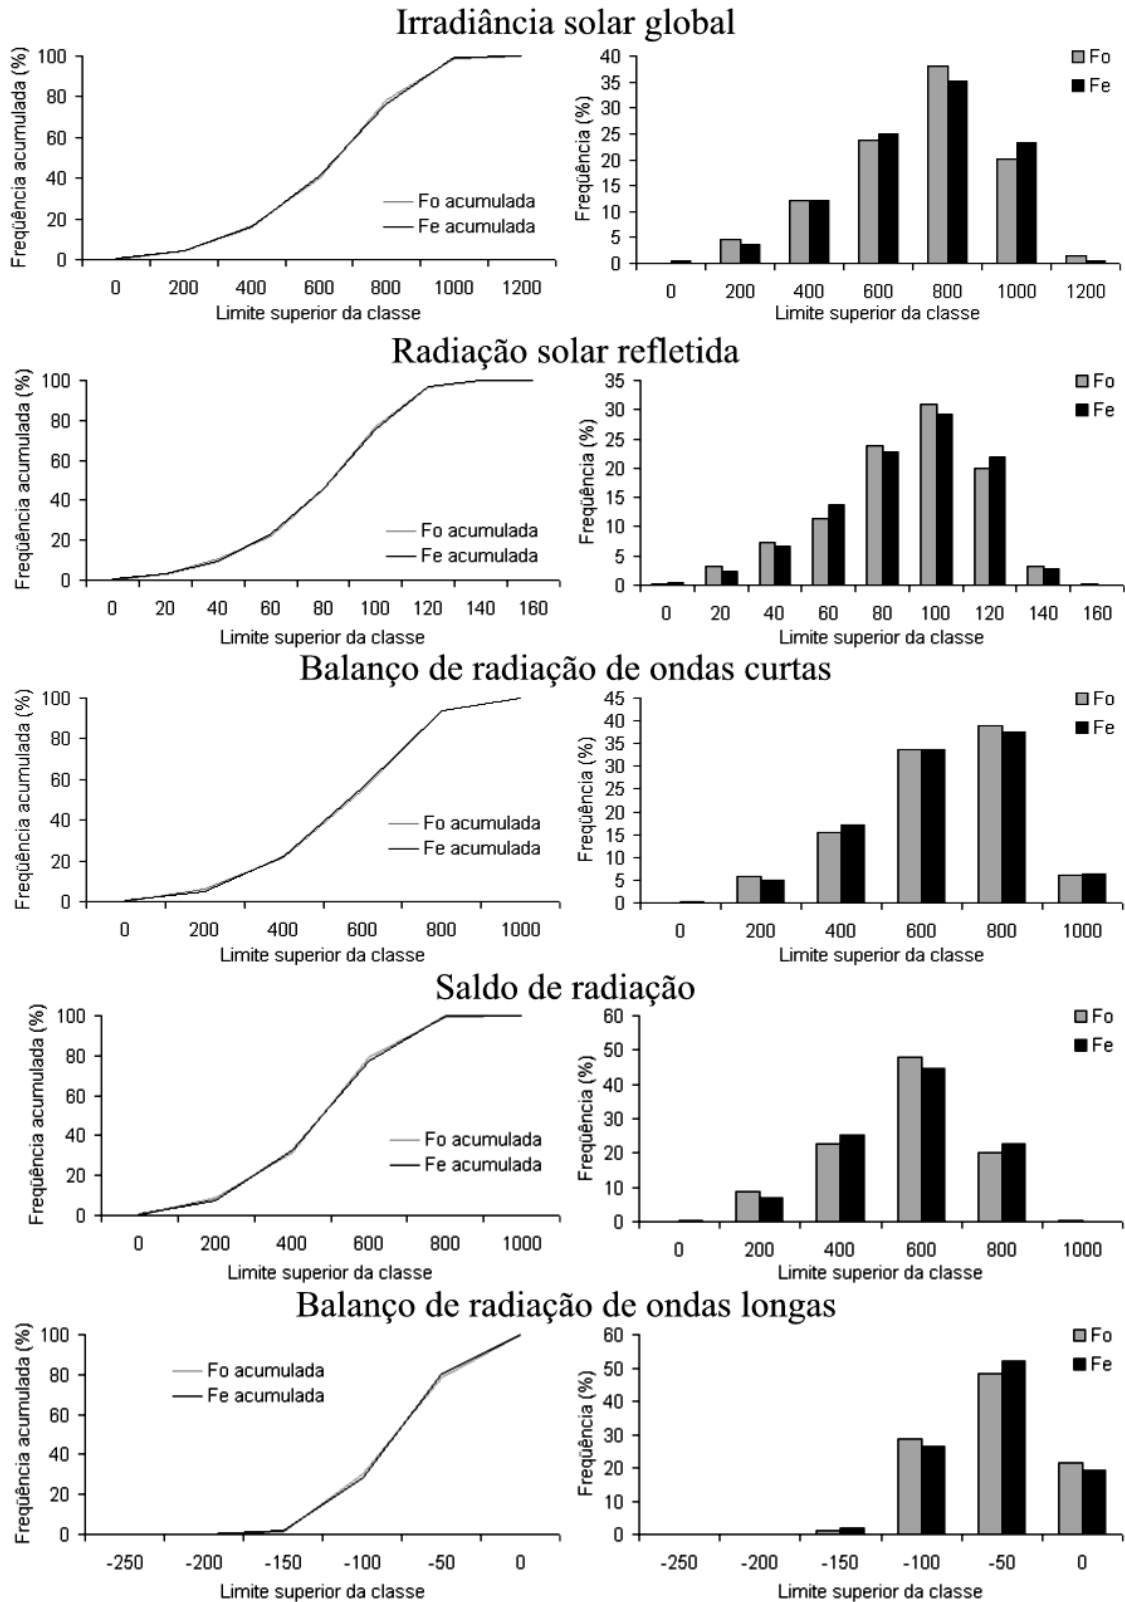 Irradiância solar global
Freqüência acumulada (%)
100
80
60
40
20
0
Fo acumulada
Fe acumulada
0 200 400 600 800 1000 1200
Limite superior da classe
Freqüência (%)
40
35
30
25
20
15
10
5
0
Fo
Fe
0 200 400 600 800 1000 1200
Limite superior da classe
Radiação solar refletida
Freqüência acumulada (%)
100
80
60
40
20
0
Fo acumulada
Fe acumulada
0 20 40 60 80 100 120 140 160
Limite superior da classe
Freqüência (%)
35
30
25
20
15
10
5
0
Fo
Fe
0 20 40 60 80 100 120 140 160
Limite superior da classe
Balanço de radiação de ondas curtas
Freqüência acumulada (%)
100
80
60
40
20
0
Fo acumulada
Fe acumulada
0 200 400 600 800 1000
Limite superior da classe
Freqüência (%)
45
40
35
30
25
20
15
10
5
0
Fo
Fe
0 200 400 600 800 1000
Limite superior da classe
Saldo de radiação
Freqüência acumulada (%)
100
80
60
40
20
0
Fo acumulada
Fe acumulada
0 200 400 600 800 1000
Limite superior da classe
Freqüência (%)
60
50
40
30
20
10
0
Fo
Fe
0 200 400 600 800 1000
Limite superior da classe
Balanço de radiação de ondas longas
Freqüência acumulada (%)
100
80
60
40
20
0
Fo acumulada
Fe acumulada
-250 -200 -150 -100 -50 0
Limite superior da classe
Freqüência (%)
60
50
40
30
20
10
0
Fo
Fe
-250 -200 -150 -100 -50 0
Limite superior da classe